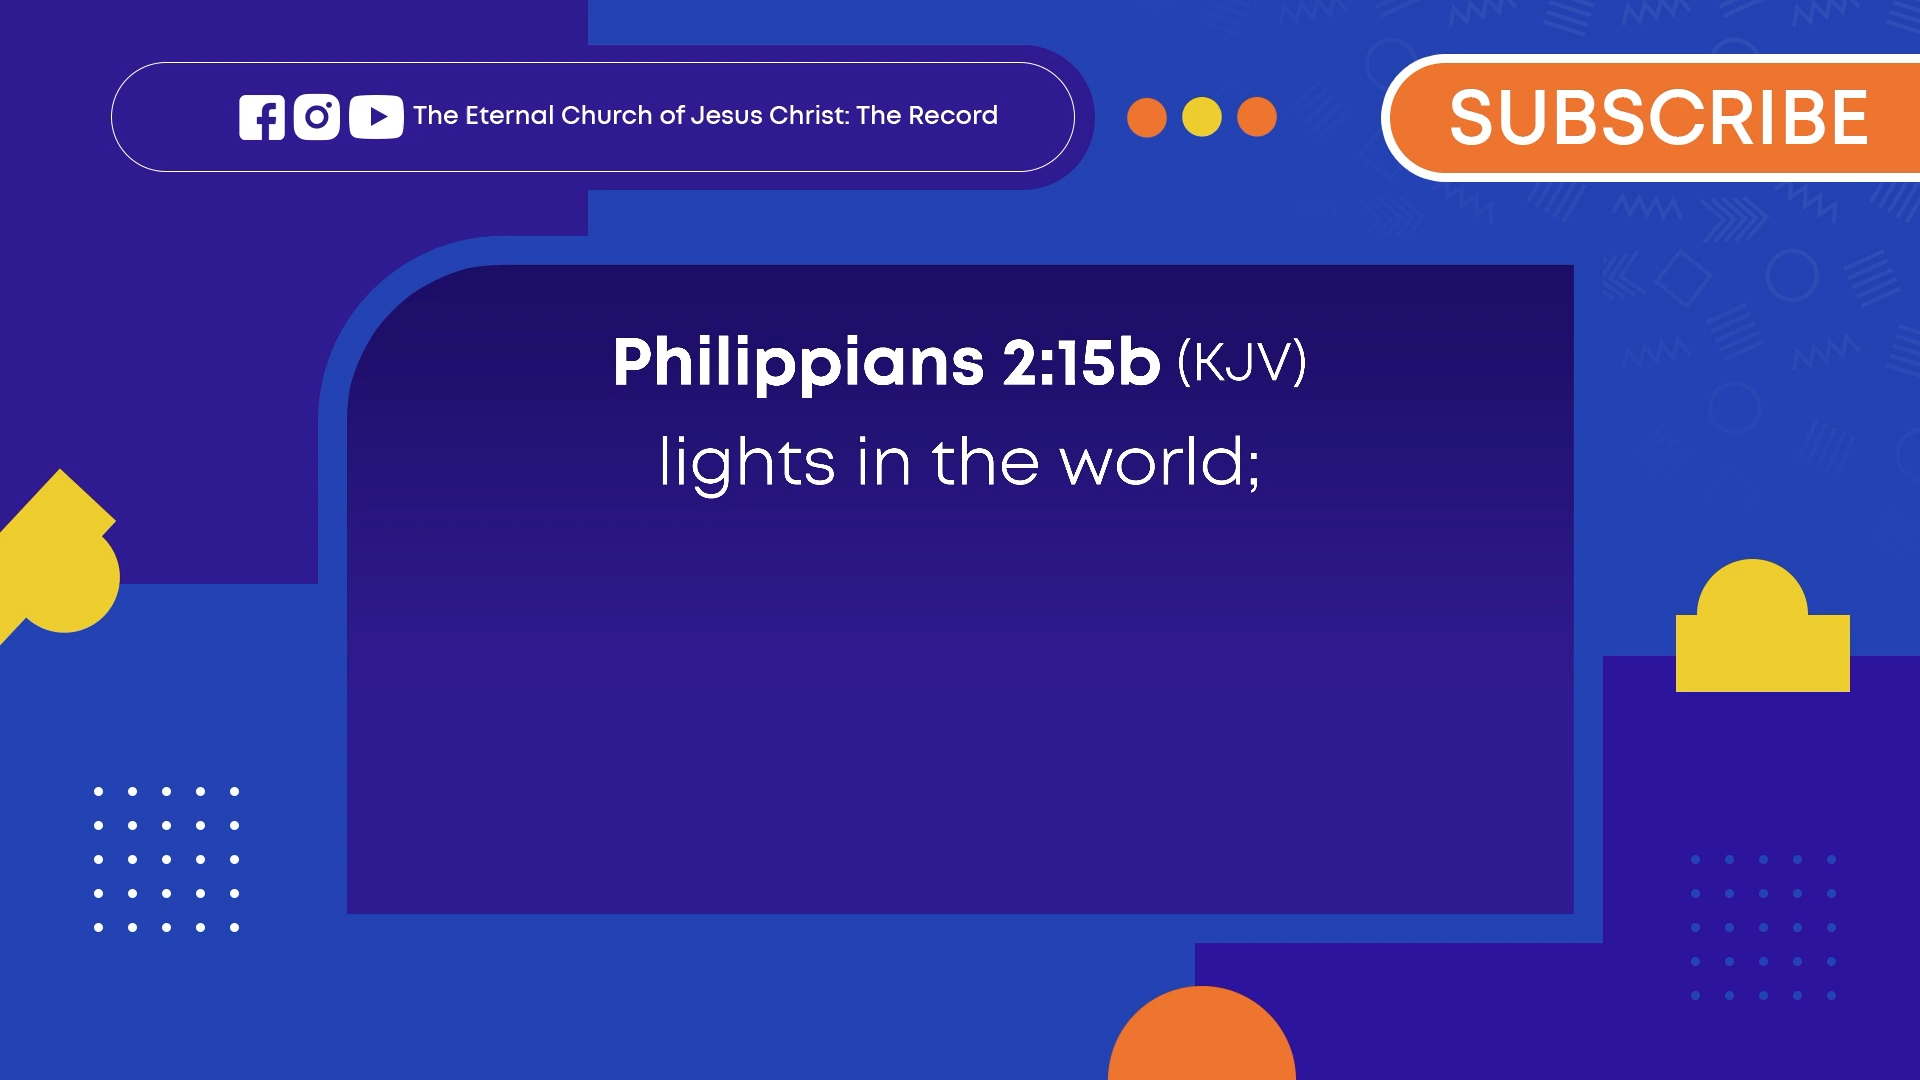 The Eternal Church of Jesus Christ: The Record
SUBSCRIBE
Philippians 2:15b (KJV)
lights in the world;